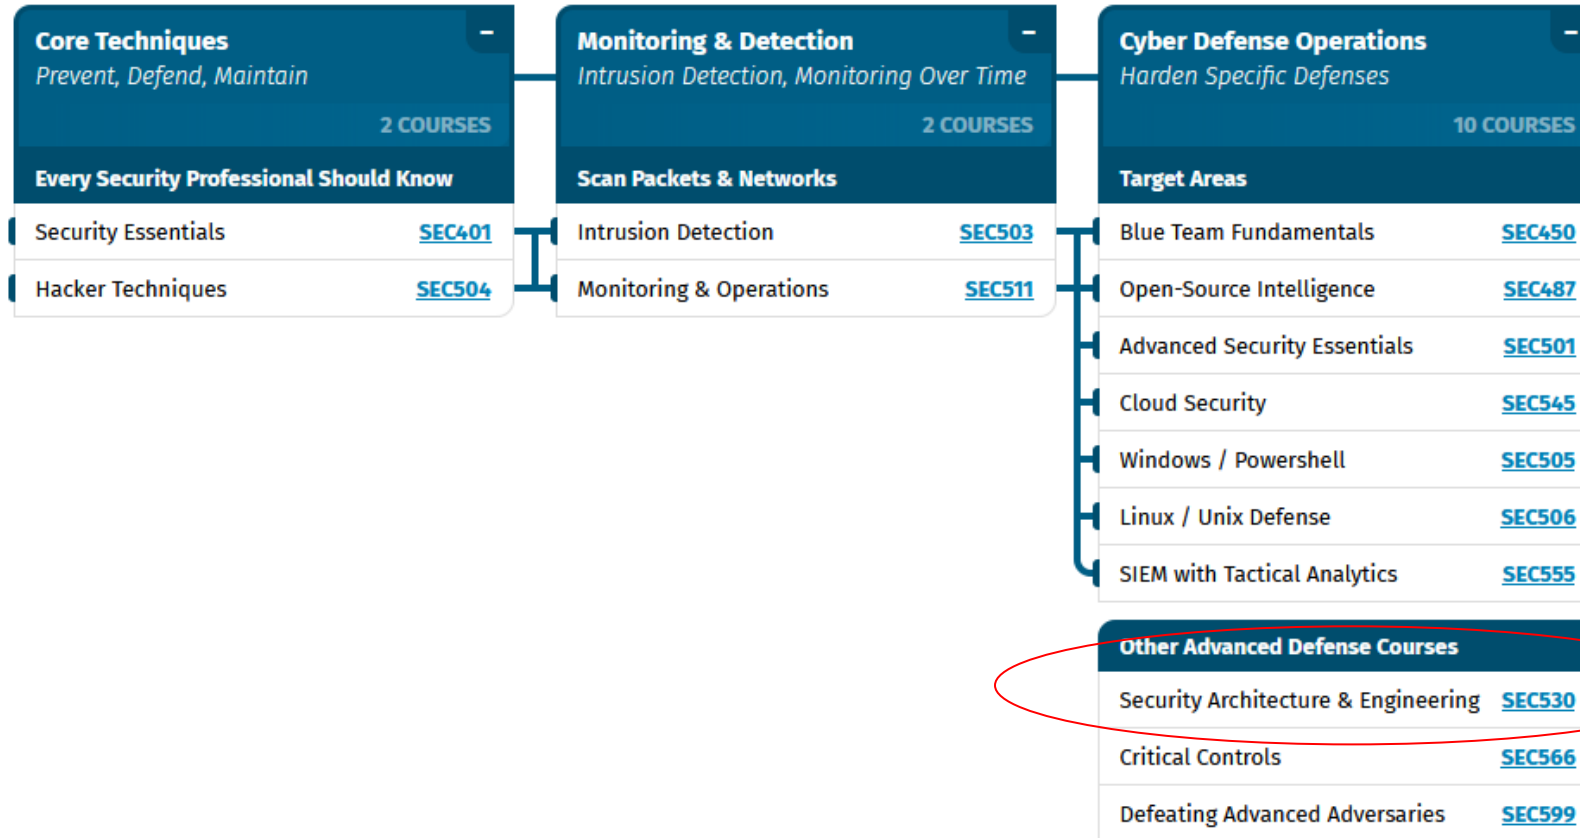 Core Techniques
–
Prevent, Defend, Maintain
2 COURSES
Every Security Professional Should Know
Security Essentials SEC401
Hacker Techniques SEC504
Monitoring & Detection
–
Intrusion Detection, Monitoring Over Time
2 COURSES
Scan Packets & Networks
Intrusion Detection SEC503
Monitoring & Operations SEC511
Cyber Defense Operations
–
Harden Specific Defenses
10 COURSES
Target Areas
Blue Team Fundamentals SEC450
Open-Source Intelligence SEC487
Advanced Security Essentials SEC501
Cloud Security SEC545
Windows / Powershell SEC505
Linux / Unix Defense SEC506
SIEM with Tactical Analytics SEC555
Other Advanced Defense Courses
Security Architecture & Engineering SEC530
Critical Controls SEC566
Defeating Advanced Adversaries SEC599